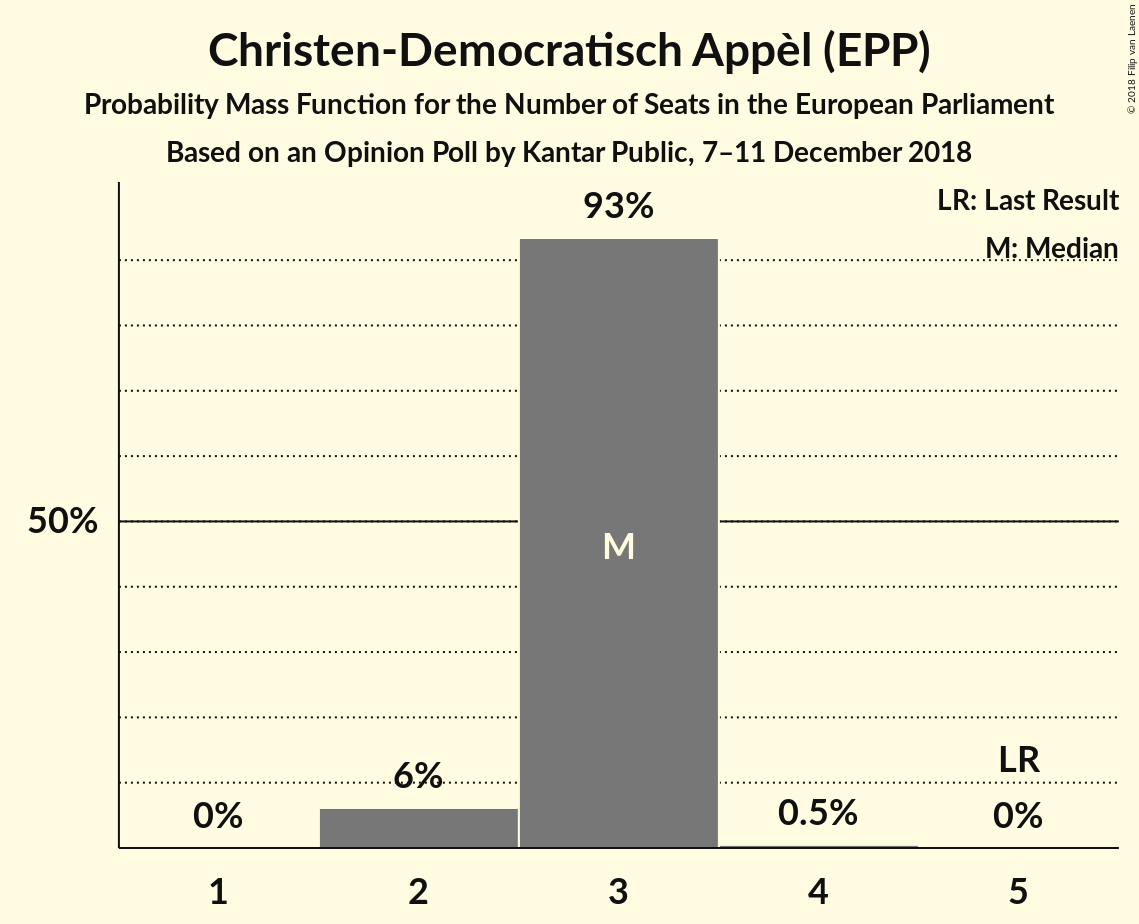 Christen-Democratisch Appèl (EPP)
Probability Mass Function for the Number of Seats in the European Parliament
Based on an Opinion Poll by Kantar Public, 7–11 December 2018
© 2018 Filip van Laenen
LR: Last Result
M: Median
93%
50%
M
6%
LR
0%
0.5%
0%
1 2 3 4 5